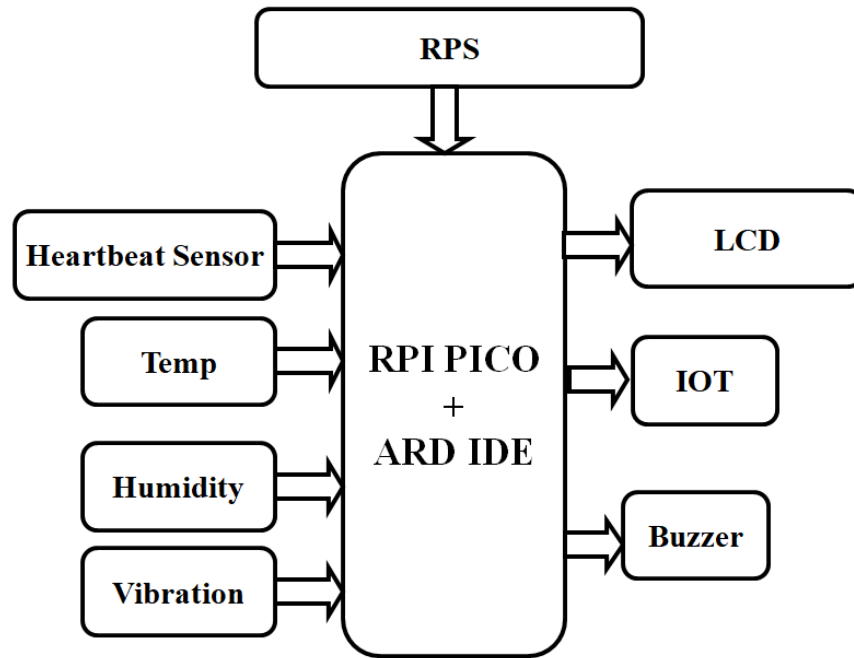 RPS
Heartbeat Sensor
Temp
Humidity
Vibration
RPI PICO
+
ARD IDE
LCD
IOT
Buzzer